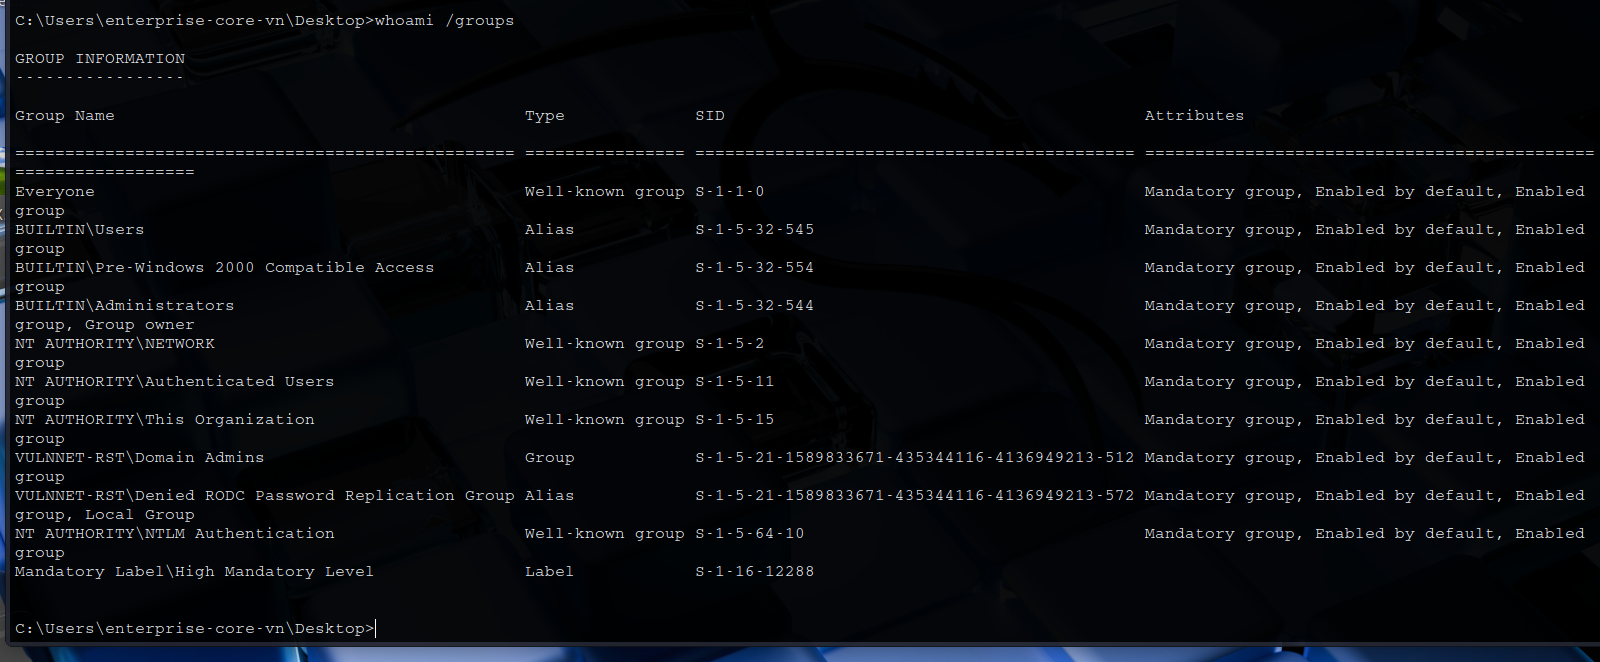 C:\Users\enterprise-core-vn\Desktop>whoami /groups
GROUP INFORMATION
-----------------
Group Name Type SID Attributes
================================================== ================ ============================================ =============================================
==================
Everyone Well-known group S-1-1-0 Mandatory group, Enabled by default, Enabled
group
BUILTIN\Users Alias S-1-5-32-545 Mandatory group, Enabled by default, Enabled
group
BUILTIN\Pre-Windows 2000 Compatible Access Alias S-1-5-32-554 Mandatory group, Enabled by default, Enabled
group
BUILTIN\Administrators Alias S-1-5-32-544 Mandatory group, Enabled by default, Enabled
group, Group owner
NT AUTHORITY\NETWORK Well-known group S-1-5-2 Mandatory group, Enabled by default, Enabled
group
NT AUTHORITY\Authenticated Users Well-known group S-1-5-11 Mandatory group, Enabled by default, Enabled
group
NT AUTHORITY\This Organization Well-known group S-1-5-15 Mandatory group, Enabled by default, Enabled
group
VULNNET-RST\Domain Admins Group S-1-5-21-1589833671-435344116-4136949213-512 Mandatory group, Enabled by default, Enabled
group
VULNNET-RST\Denied RODC Password Replication Group Alias S-1-5-21-1589833671-435344116-4136949213-572 Mandatory group, Enabled by default, Enabled
group, Local Group
NT AUTHORITY\NTLM Authentication Well-known group S-1-5-64-10 Mandatory group, Enabled by default, Enabled
group
Mandatory Label\High Mandatory Level Label S-1-16-12288
C:\Users\enterprise-core-vn\Desktop>